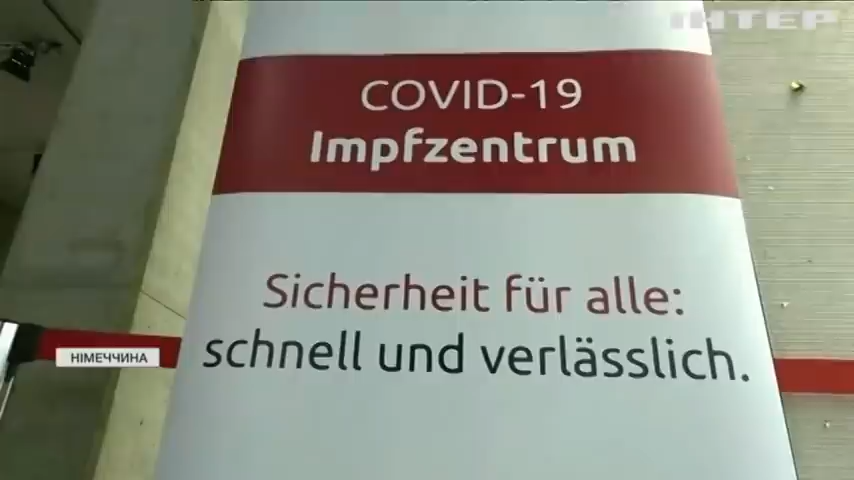 ІНТЕР
COVID-19
Impfzentrum
Sicherheit für alle:
schnell und verlässlich.
НІМЕЧЧИНА